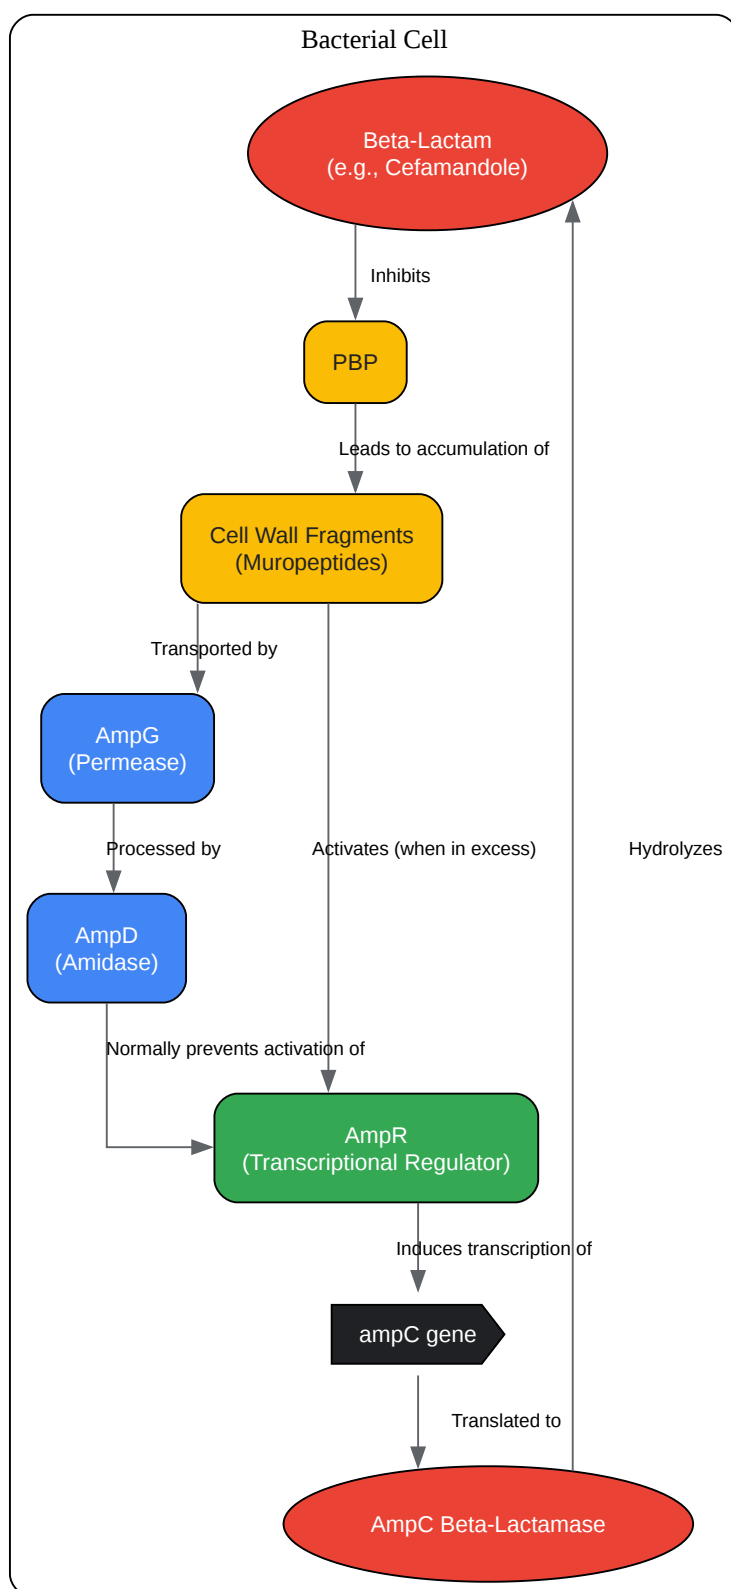 Bacterial Cell
Beta-Lactam
(e.g., Cefamandole)
Inhibits
PBP
Leads to accumulation of
Cell Wall Fragments
(Muropeptides)
Transported by
AmpG
(Permease)
Processed by
Activates (when in excess)
Hydrolyzes
AmpD
(Amidase)
Normally prevents activation of
AmpR
(Transcriptional Regulator)
Induces transcription of
ampC gene
Translated to
AmpC Beta-Lactamase